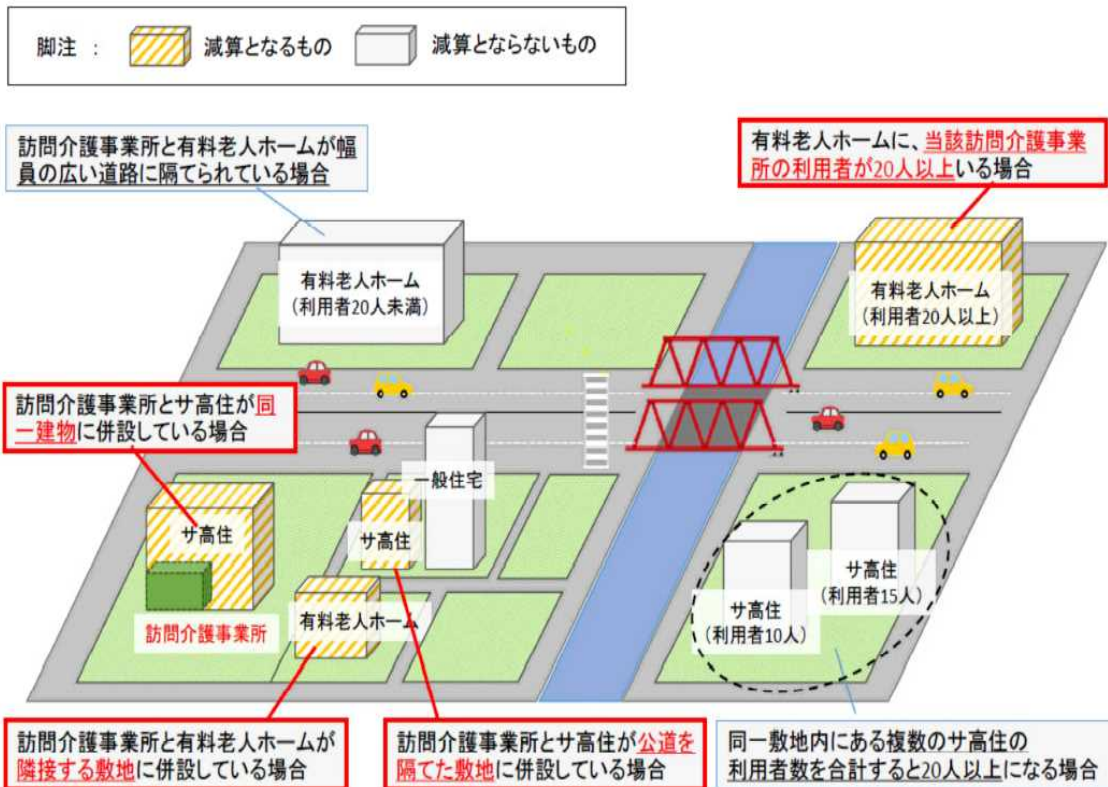 脚注 : 減算となるもの 減算とならないもの
訪問介護事業所と有料老人ホームが幅
員の広い道路に隔てられている場合
有料老人ホームに、当該訪問介護事業
所の利用者が20人以上いる場合
有料老人ホーム
(利用者20人未満)
有料老人ホーム
(利用者20人以上)
訪問介護事業所とサ高住が同
一建物に併設している場合
一般住宅
サ高住
サ高住
サ高住
(利用者15人)
サ高住
(利用者10人)
訪問介護事業所
有料老人ホーム
訪問介護事業所と有料老人ホームが
隣接する敷地に併設している場合
訪問介護事業所とサ高住が公道を
隔てた敷地に併設している場合
同一敷地内にある複数のサ高住の
利用者数を合計すると20人以上になる場合